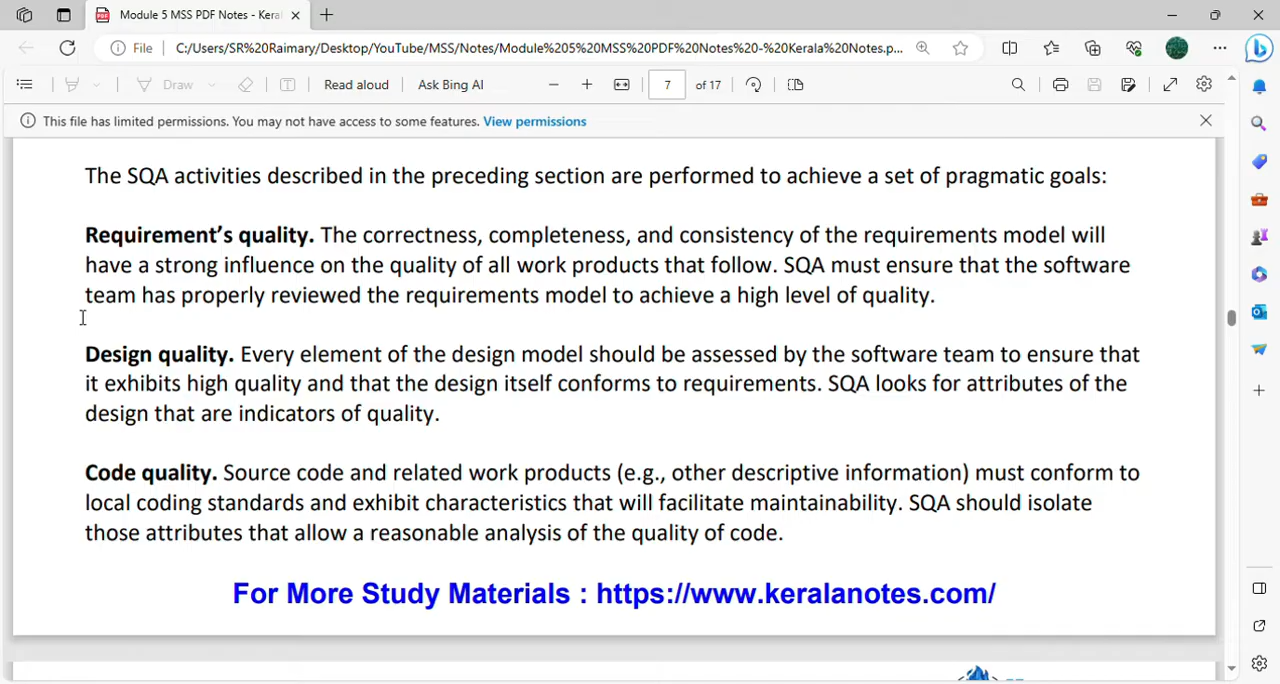 Module 5 MSS PDF Notes - Kera
File
C:/Users/SR%20Raimary/Desktop/YouTube/MSS/Notes/Module%205%20MSS%20PDF%20Notes%20-%20Kerala%20Notes.p...
Draw
Read aloud
Ask Bing AI
7
of 17
This file has limited permissions. You may not have access to some features. View permissions
The SQA activities described in the preceding section are performed to achieve a set of pragmatic goals:
Requirement’s quality. The correctness, completeness, and consistency of the requirements model will
have a strong influence on the quality of all work products that follow. SQA must ensure that the software
team has properly reviewed the requirements model to achieve a high level of quality.
Design quality. Every element of the design model should be assessed by the software team to ensure that
it exhibits high quality and that the design itself conforms to requirements. SQA looks for attributes of the
design that are indicators of quality.
Code quality. Source code and related work products (e.g., other descriptive information) must conform to
local coding standards and exhibit characteristics that will facilitate maintainability. SQA should isolate
those attributes that allow a reasonable analysis of the quality of code.
For More Study Materials : https://www.keralanotes.com/